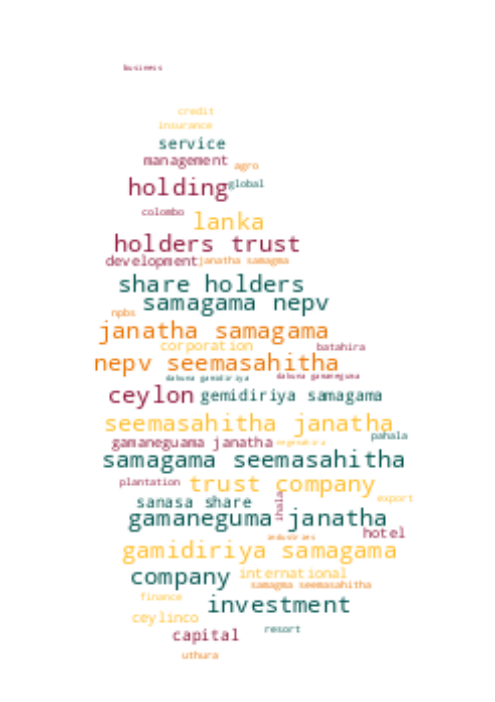 business
credit
insurance
service
management agro
holding global
colombo
lanka
holders trust
development janatha samagma
share holders
samagama nepv
npbs
janatha samagama
corporation batahira
nepv seemasahitha
dakuna gamidiriya dakuna gamaneguma
ceylon gemidiriya samagama
seemasahitha janatha
pahala
gamaneguama janatha
samagama seemasahitha
plantation trust company
sanasa share ihala export
gamaneguma janatha
hotel
industries
gamidiriya samagama
company international
samagma seemasahitha
finance investment
ceylinco
capital resort
uthura